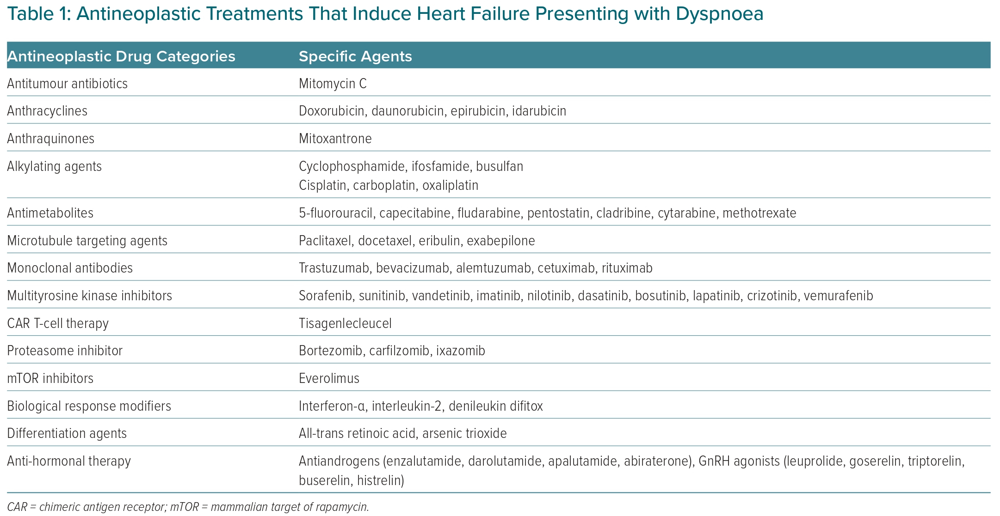 Table 1: Antineoplastic Treatments That Induce Heart Failure Presenting with Dyspnoea
Antineoplastic Drug Categories Specific Agents
Antitumour antibiotics Mitomycin C
Anthracyclines Doxorubicin, daunorubicin, epirubicin, idarubicin
Anthraquinones Mitoxantrone
Alkylating agents Cyclophosphamide, ifosfamide, busulfan
Cisplatin, carboplatin, oxaliplatin
Antimetabolites 5-fluorouracil, capecitabine, fludarabine, pentostatin, cladribine, cytarabine, methotrexate
Microtubule targeting agents Paclitaxel, docetaxel, eribulin, exabepilone
Monoclonal antibodies Trastuzumab, bevacizumab, alemtuzumab, cetuximab, rituximab
Multityrosine kinase inhibitors Sorafenib, sunitinib, vandetinib, imatinib, nilotinib, dasatinib, bosutinib, lapatinib, crizotinib, vemurafenib
CAR T-cell therapy Tisagenlecleucel
Proteasome inhibitor Bortezomib, carfilzomib, ixazomib
mTOR inhibitors Everolimus
Biological response modifiers Interferon-α, interleukin-2, denileukin difitox
Differentiation agents All-trans retinoic acid, arsenic trioxide
Anti-hormonal therapy Antiandrogens (enzalutamide, darolutamide, apalutamide, abiraterone), GnRH agonists (leuprolide, goserelin, triptorelin,
buserelin, histrelin)
CAR = chimeric antigen receptor; mTOR = mammalian target of rapamycin.